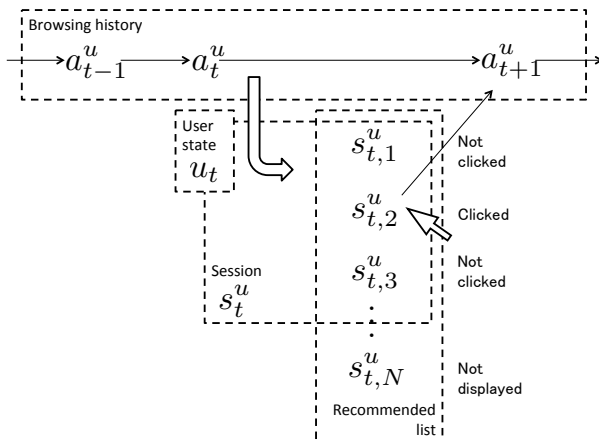 Browsing history
a^u_{t-1} a^u_t a^u_{t+1}
User
state
u_t
s^u_{t,1}
Not
clicked
s^u_{t,2}
Clicked
Session
s^u_t
s^u_{t,3}
Not
clicked
⋮
s^u_{t,N}
Not
displayed
Recommended
list